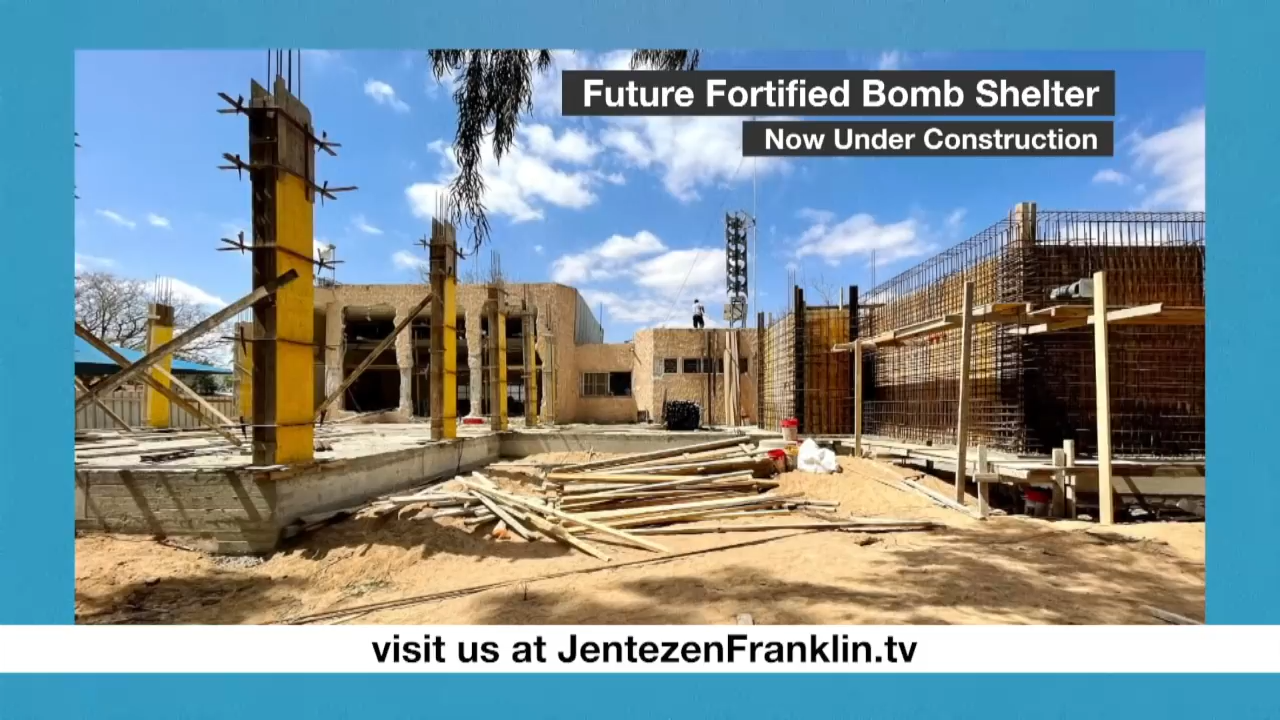 Future Fortified Bomb Shelter
Now Under Construction
visit us at JentezenFranklin.tv